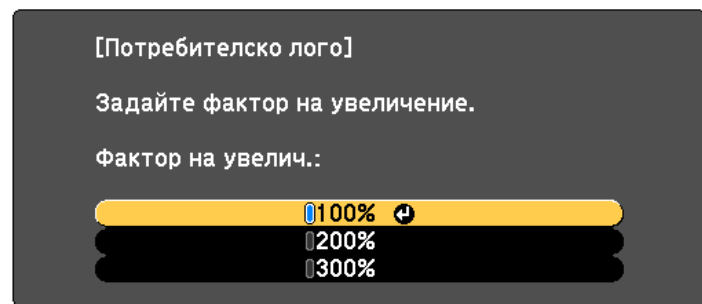 [Потребителско лого]
Задайте фактор на увеличение.
Фактор на увелич.:
100%
200%
300%